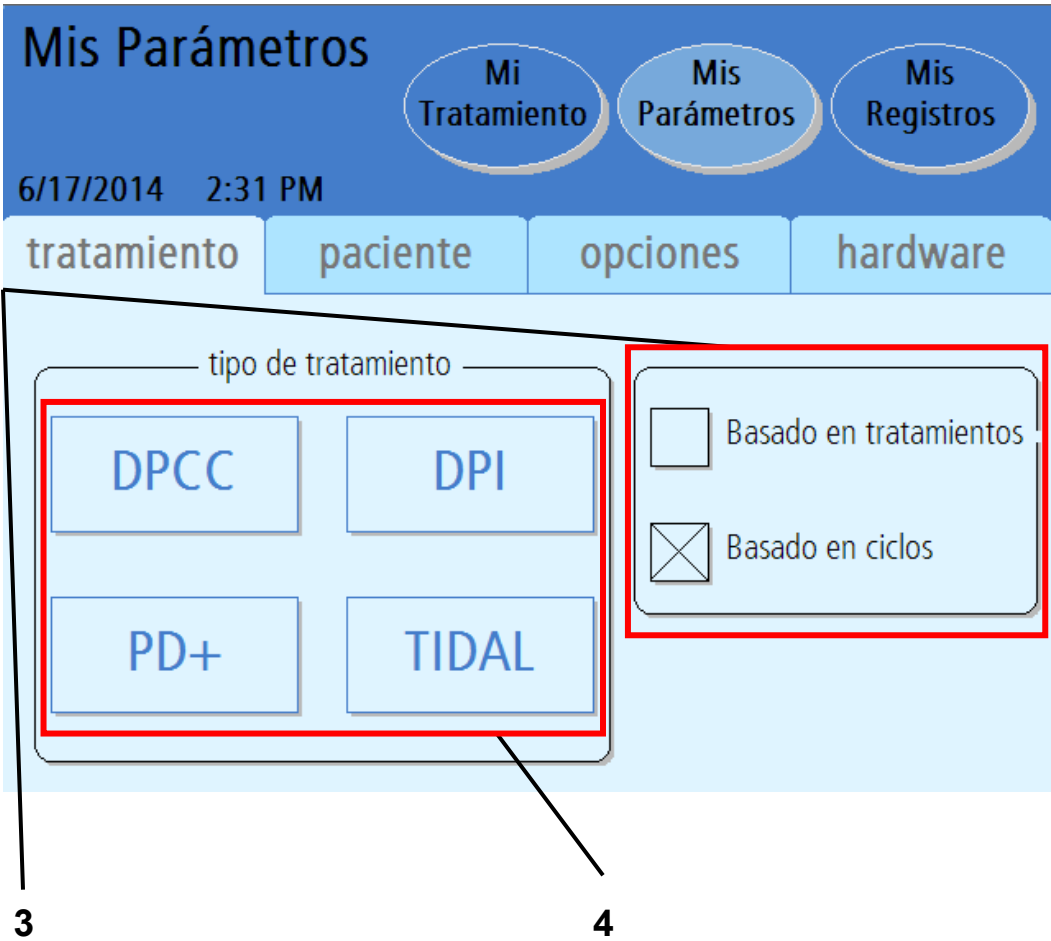 Mis Parámetros
Mi
Tratamiento
Mis
Parámetros
Mis
Registros
6/17/2014 2:31 PM
tratamiento paciente opciones hardware
tipo de tratamiento
DPCC DPI
PD+ TIDAL
Basado en tratamientos
Basado en ciclos
3 4